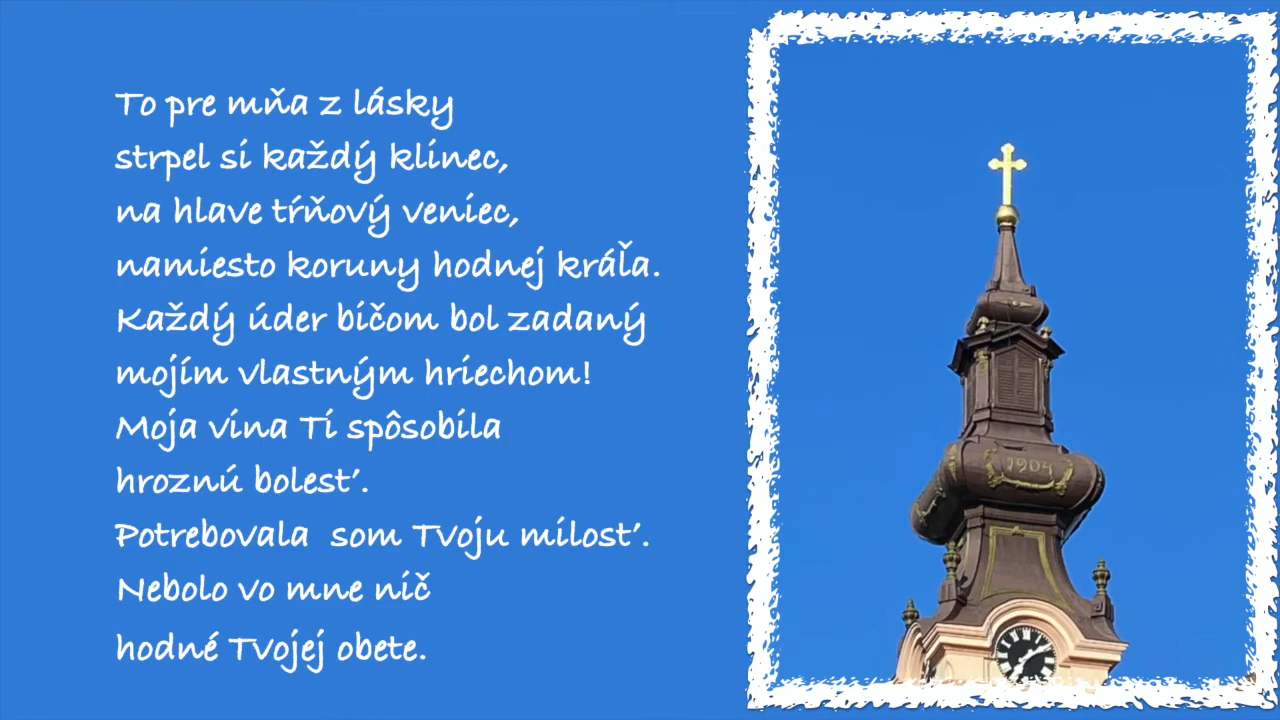 To pre mňa z lásky
strpel si každý klinec,
na hlave tŕňový veniec,
namiesto koruny hodnej kráľa.
Každý úder bičom bol zadaný
mojím vlastným hriechom!
Moja vina Ti spôsobila
hroznú bolesť.
Potrebovala som Tvoju milosť.
Nebolo vo mne nič
hodné Tvojej obete.
1904